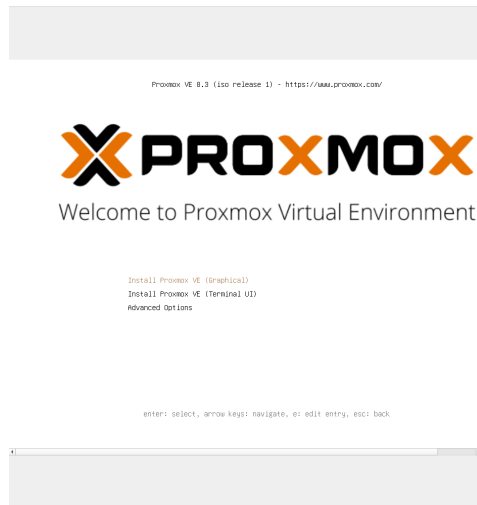 Proxmox VE 8.3 (iso release 1) - https://www.proxmox.com/
PROXMOX
Welcome to Proxmox Virtual Environment
Install Proxmox VE (Graphical)
Install Proxmox VE (Terminal UI)
Advanced Options
enter: select, arrow keys: navigate, e: edit entry, esc: back